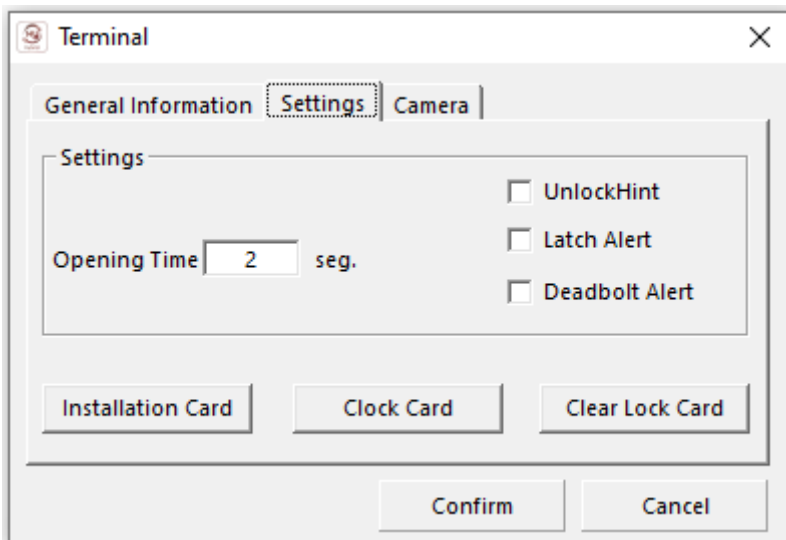 Terminal
General Information Settings Camera
Settings
UnlockHint
Latch Alert
Opening Time 2 seg.
Deadbolt Alert
Installation Card Clock Card Clear Lock Card
Confirm Cancel